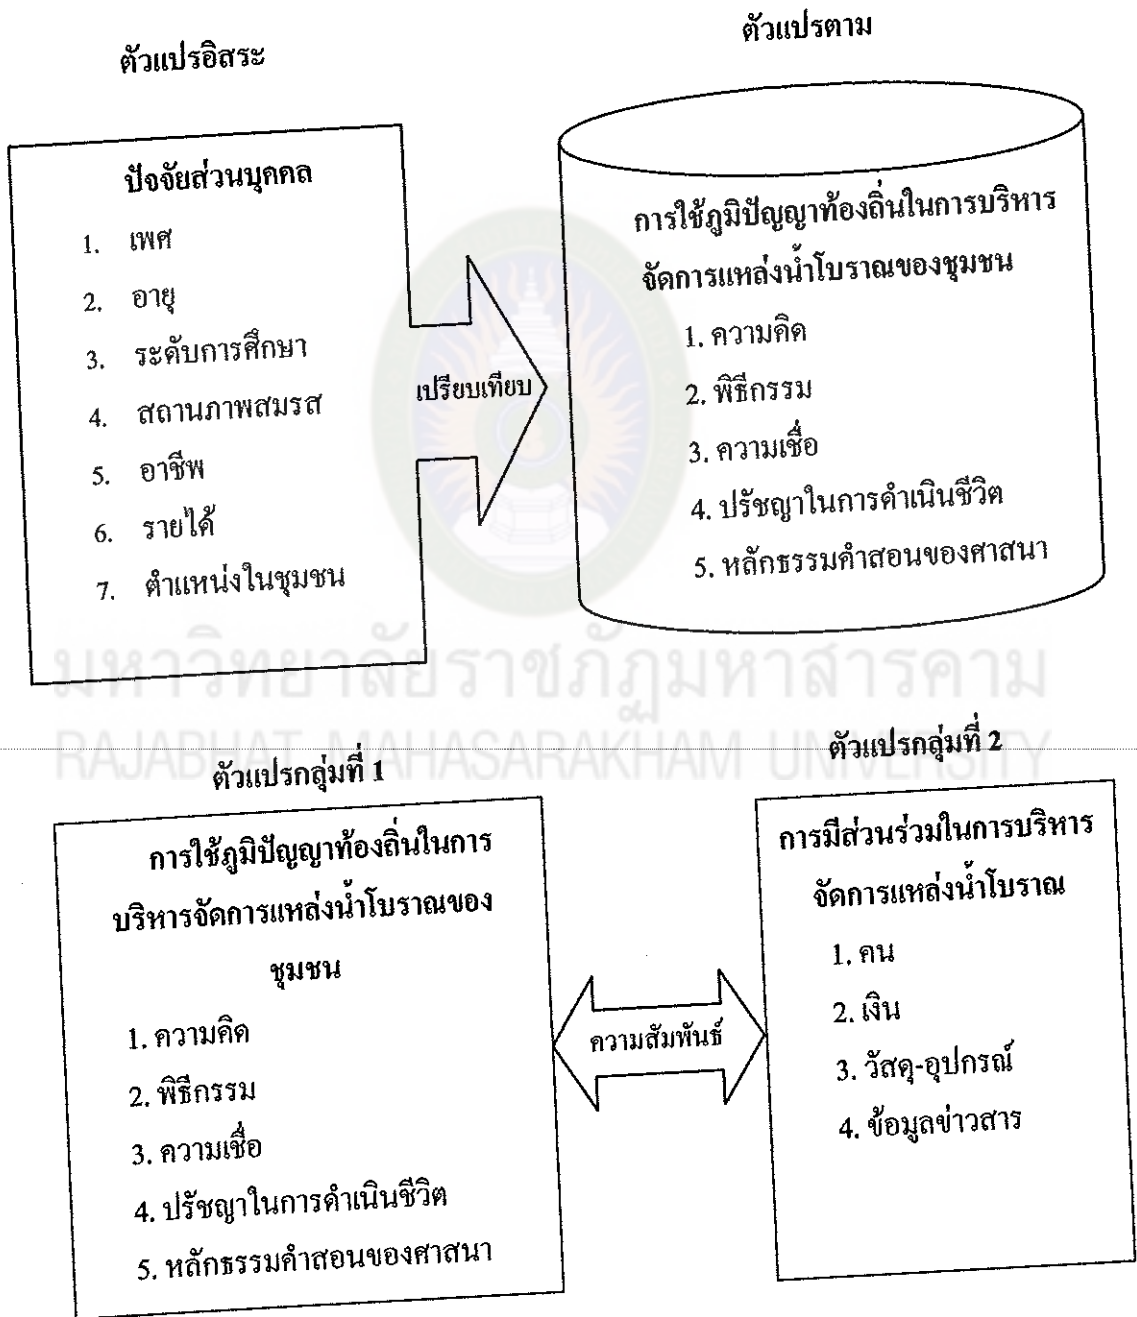 ตัวแปรอิสระ
ตัวแปรตาม
ปัจจัยส่วนบุคคล
1. เพศ
2. อายุ
3. ระดับการศึกษา
4. สถานภาพสมรส
5. อาชีพ
6. รายได้
7. ตำแหน่งในชุมชน
เปรียบเทียบ
การใช้ภูมิปัญญาท้องถิ่นในการบริหาร
จัดการแหล่งน้ำโบราณของชุมชน
1. ความคิด
2. พิธีกรรม
3. ความเชื่อ
4. ปรัชญาในการดำเนินชีวิต
5. หลักธรรมคำสอนของศาสนา
มหาวิทยาลัยราชภัฏมหาสารคาม
RAJABHAT MAHASARAKHAM UNIVERSITY
ตัวแปรกลุ่มที่ 1
ตัวแปรกลุ่มที่ 2
การใช้ภูมิปัญญาท้องถิ่นในการ
บริหารจัดการแหล่งน้ำโบราณของ
ชุมชน
1. ความคิด
2. พิธีกรรม
3. ความเชื่อ
4. ปรัชญาในการดำเนินชีวิต
5. หลักธรรมคำสอนของศาสนา
ความสัมพันธ์
การมีส่วนร่วมในการบริหาร
จัดการแหล่งน้ำโบราณ
1. คน
2. เงิน
3. วัสดุ-อุปกรณ์
4. ข้อมูลข่าวสาร